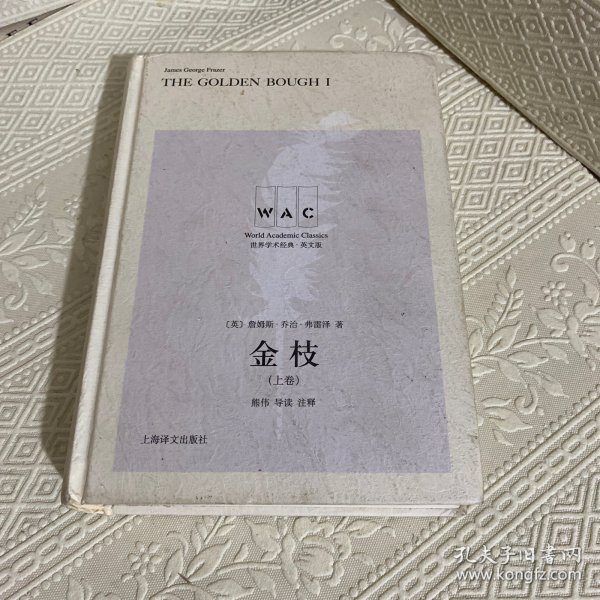 James George Frazer
THE GOLDEN BOUGH I
WAC
World Academic Classics
世界学术经典·英文版
〔英〕詹姆斯·乔治·弗雷泽 著
金枝
(上卷)
熊伟 导读 注释
上海译文出版社
孔夫子旧书网
www.kongfz.com